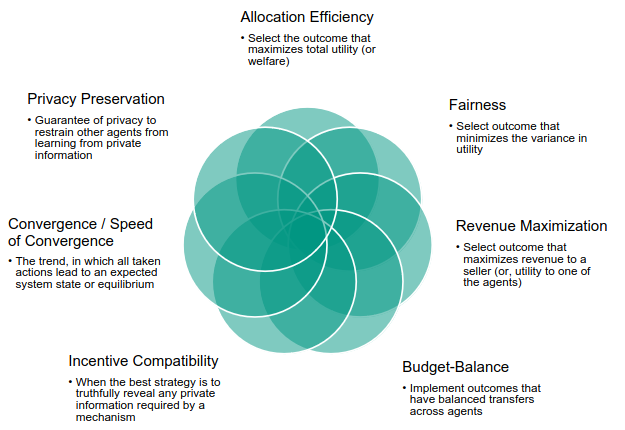 Allocation Efficiency
• Select the outcome that
maximizes total utility (or
welfare)
Privacy Preservation
• Guarantee of privacy to
restrain other agents from
learning from private
information
Fairness
• Select outcome that
minimizes the variance in
utility
Convergence / Speed
of Convergence
• The trend, in which all taken
actions lead to an expected
system state or equilibrium
Revenue Maximization
• Select outcome that
maximizes revenue to a
seller (or, utility to one of
the agents)
Incentive Compatibility
• When the best strategy is to
truthfully reveal any private
information required by a
mechanism
Budget-Balance
• Implement outcomes that
have balanced transfers
across agents